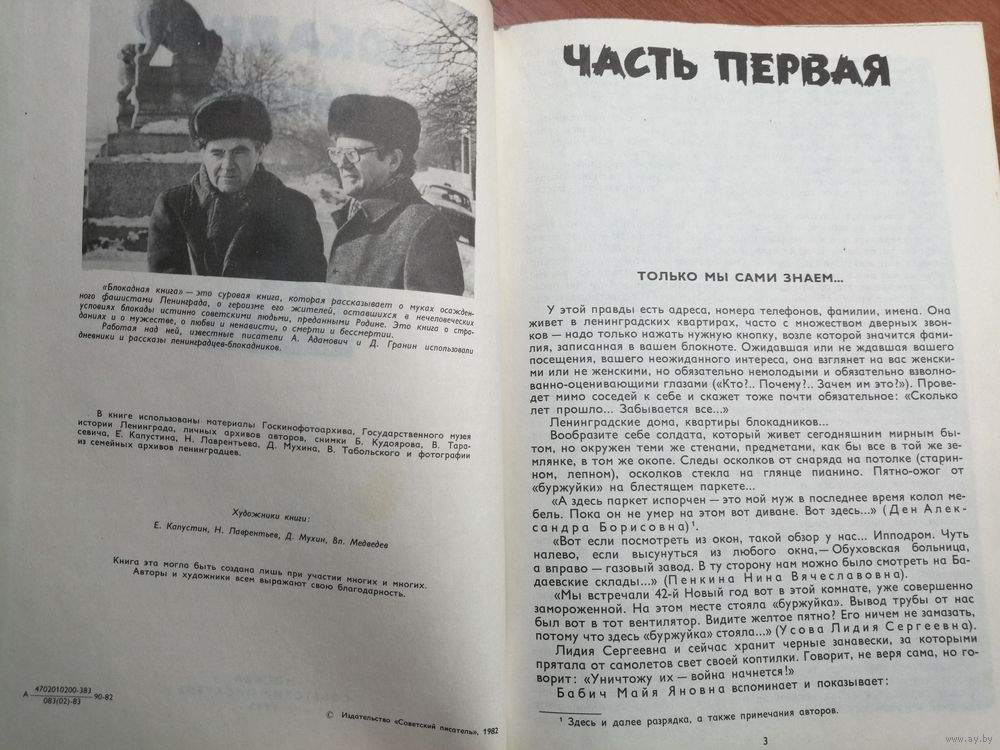 «Блокадная книга» — это суровая книга, которая рассказывает о муках осажден-
ного фашистами Ленинграда, о героизме его жителей, оставшихся в нечеловеческих
условиях блокады истинно советскими людьми, преданными Родине. Это книга о стра-
даниях и о мужестве, о любви и ненависти, о смерти и бессмертии.
Работая над ней, известные писатели А. Адамович и Д. Гранин использовали
дневники и рассказы ленинградцев-блокадников.
В книге использованы материалы Госкинофотоархива, Государственного музея
истории Ленинграда, личных архивов авторов, снимки Б. Кудоярова, В. Тара-
севича, Е. Капустина, Н. Лаврентьева, Д. Мухина, В. Табольского и фотографии
из семейных архивов ленинградцев.
Художники книги:
Е. Капустин, Н. Лаврентьев, Д. Мухин, Вл. Медведев
Книга эта могла быть создана лишь при участии многих и многих.
Авторы и художники всем выражают свою благодарность.
4702010200-383
А 90-82
083(02)-83
© Издательство «Советский писатель», 1982
ЧАСТЬ ПЕРВАЯ
ТОЛЬКО МЫ САМИ ЗНАЕМ...
У этой правды есть адреса, номера телефонов, фамилии, имена. Она
живет в ленинградских квартирах, часто с множеством дверных звон-
ков — надо только нажать нужную кнопку, возле которой значится фами-
лия, записанная в вашем блокноте. Ожидавшая или не ждавшая вашего
посещения, вашего неожиданного интереса, она взглянет на вас женски-
ми или не женскими, но обязательно немолодыми и обязательно взволно-
ванно-оценивающими глазами («Кто?.. Почему?.. Зачем им это?»). Прове-
дет мимо соседей к себе и скажет тоже почти обязательное: «Сколько
лет прошло... Забывается все...»
Ленинградские дома, квартиры блокадников...
Вообразите себе солдата, который живет сегодняшним мирным бы-
том, но окружен теми же стенами, предметами, как бы все в той же зе-
млянке, в том же окопе. Следы осколков от снаряда на потолке (старин-
ном, лепном), осколков стекла на глянце пианино. Пятно-ожог от
«буржуйки» на блестящем паркете...
«А здесь паркет испорчен — это мой муж в последнее время колол ме-
бель. Пока он не умер на этом вот диване. Вот здесь...» (Ден Алек-
сандра Борисовна)¹.
«Вот если посмотреть из окон, такой обзор у нас... Ипподром. Чуть
налево, если высунуться из любого окна,— Обуховская больница,
а вправо — газовый завод. В ту сторону нам можно было смотреть на Ба-
даевские склады...» (Пенкина Нина Вячеславовна).
«Мы встречали 42-й Новый год вот в этой комнате, уже совершенно
замороженной. На этом месте стояла «буржуйка». Вывод трубы от нас
был вот в тот вентилятор. Видите желтое пятно? Его ничем не замазать,
потому что здесь «буржуйка» стояла...» (Усова Лидия Сергеевна).
Лидия Сергеевна и сейчас хранит черные занавески, за которыми
прятала от самолетов свет своей коптилки. Говорит, не веря сама, но го-
ворит: «Уничтожу их — война начнется!»
Бабич Майя Яновна вспоминает и показывает:
¹ Здесь и далее разрядка, а также примечания авторов.
3
www.ay.by